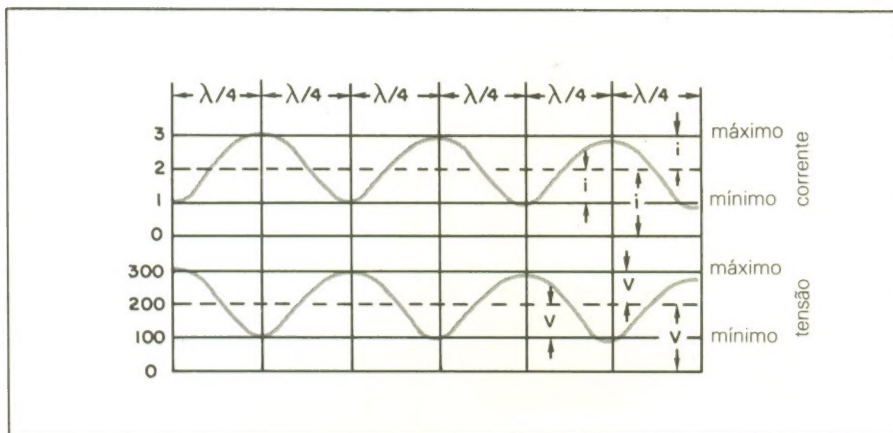 λ/4 λ/4 λ/4 λ/4 λ/4 λ/4
3 máximo
i
2
i
1 mínimo
i
0
corrente
300 máximo
V
200
V
100 mínimo
V
0
tensão